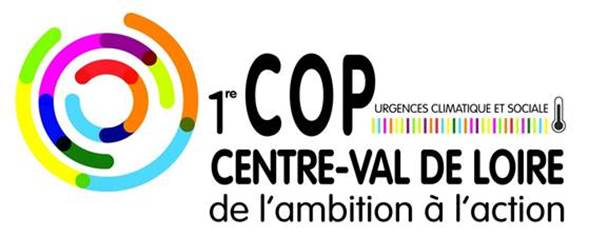 1re COP
URGENCES CLIMATIQUE ET SOCIALE
CENTRE-VAL DE LOIRE
de l'ambition à l'action